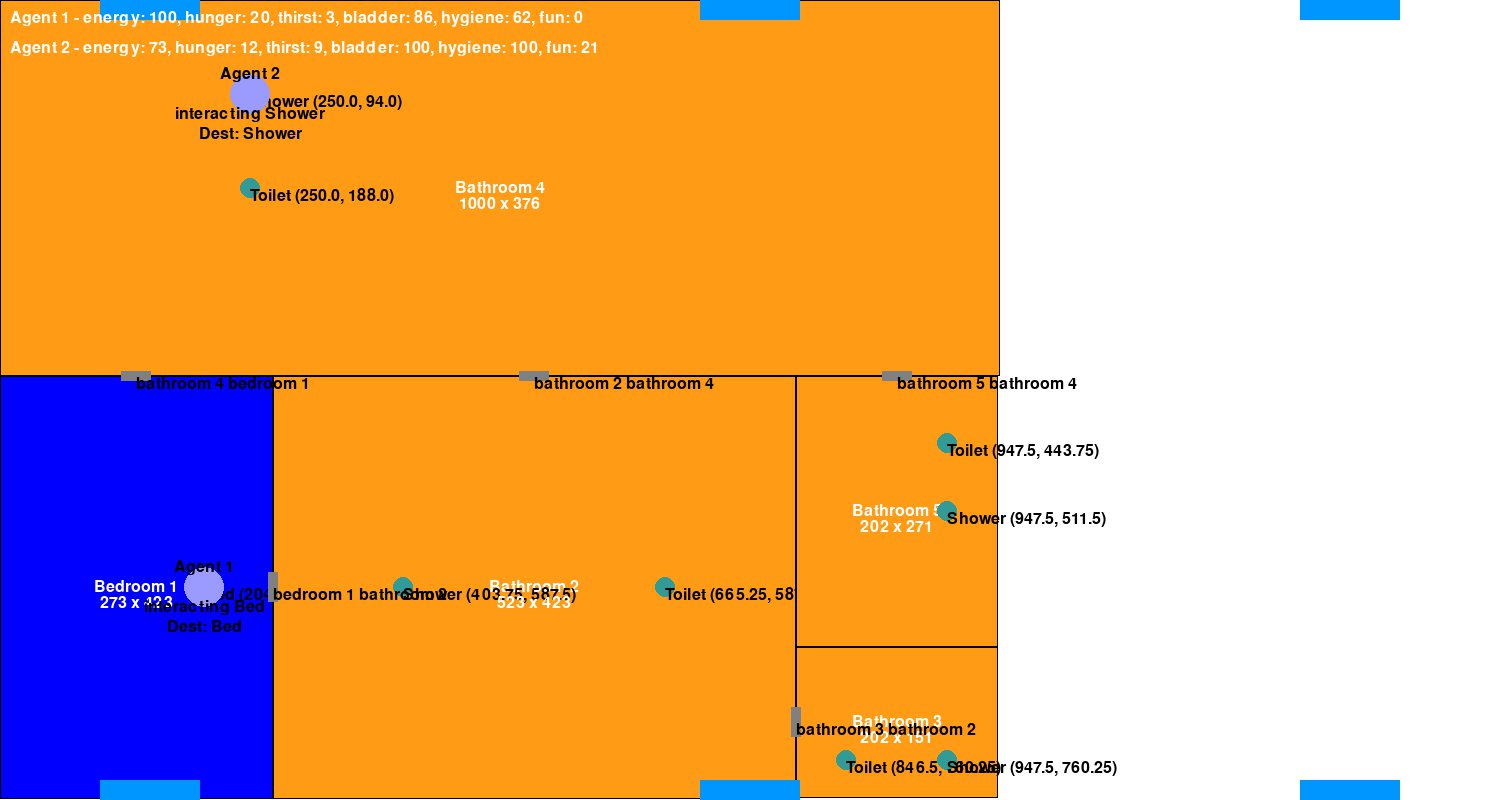 Agent 1 - energy: 100, hunger: 20, thirst: 3, bladder: 86, hygiene: 62, fun: 0
Agent 2 - energy: 73, hunger: 12, thirst: 9, bladder: 100, hygiene: 100, fun: 21
Agent 2
(250.0, 94.0)
interacting Shower
Dest: Shower
Toilet (250.0, 188.0)
Bathroom 4
1000 x 376
bathroom 4 bedroom 1
bathroom 2 bathroom 4
bathroom 5 bathroom 4
Toilet (947.5, 443.75)
Bathroom 5
202 x 271
Shower (947.5, 511.5)
Agent 1
Bedroom 1
273 x 423
interacting Bed
Dest: Bed
bedroom 1 bathroom 2
Shower (403.75, 587.5)
Bathroom 2
523 x 423
Toilet (665.25,
Bathroom 3
202 x 151
bathroom 3 bathroom 2
Toilet (846.5, 760.25)
Shower (947.5, 760.25)